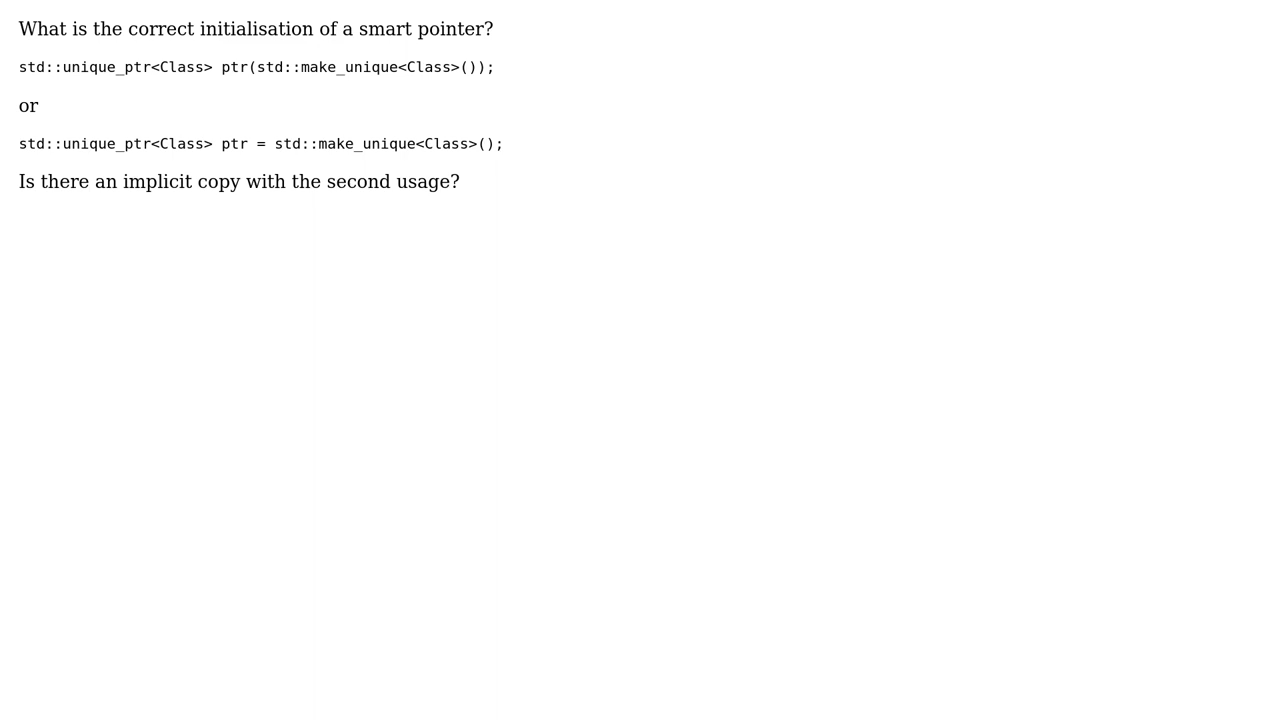 What is the correct initialisation of a smart pointer?
std::unique_ptr<Class> ptr(std::make_unique<Class>());
or
std::unique_ptr<Class> ptr = std::make_unique<Class>();
Is there an implicit copy with the second usage?